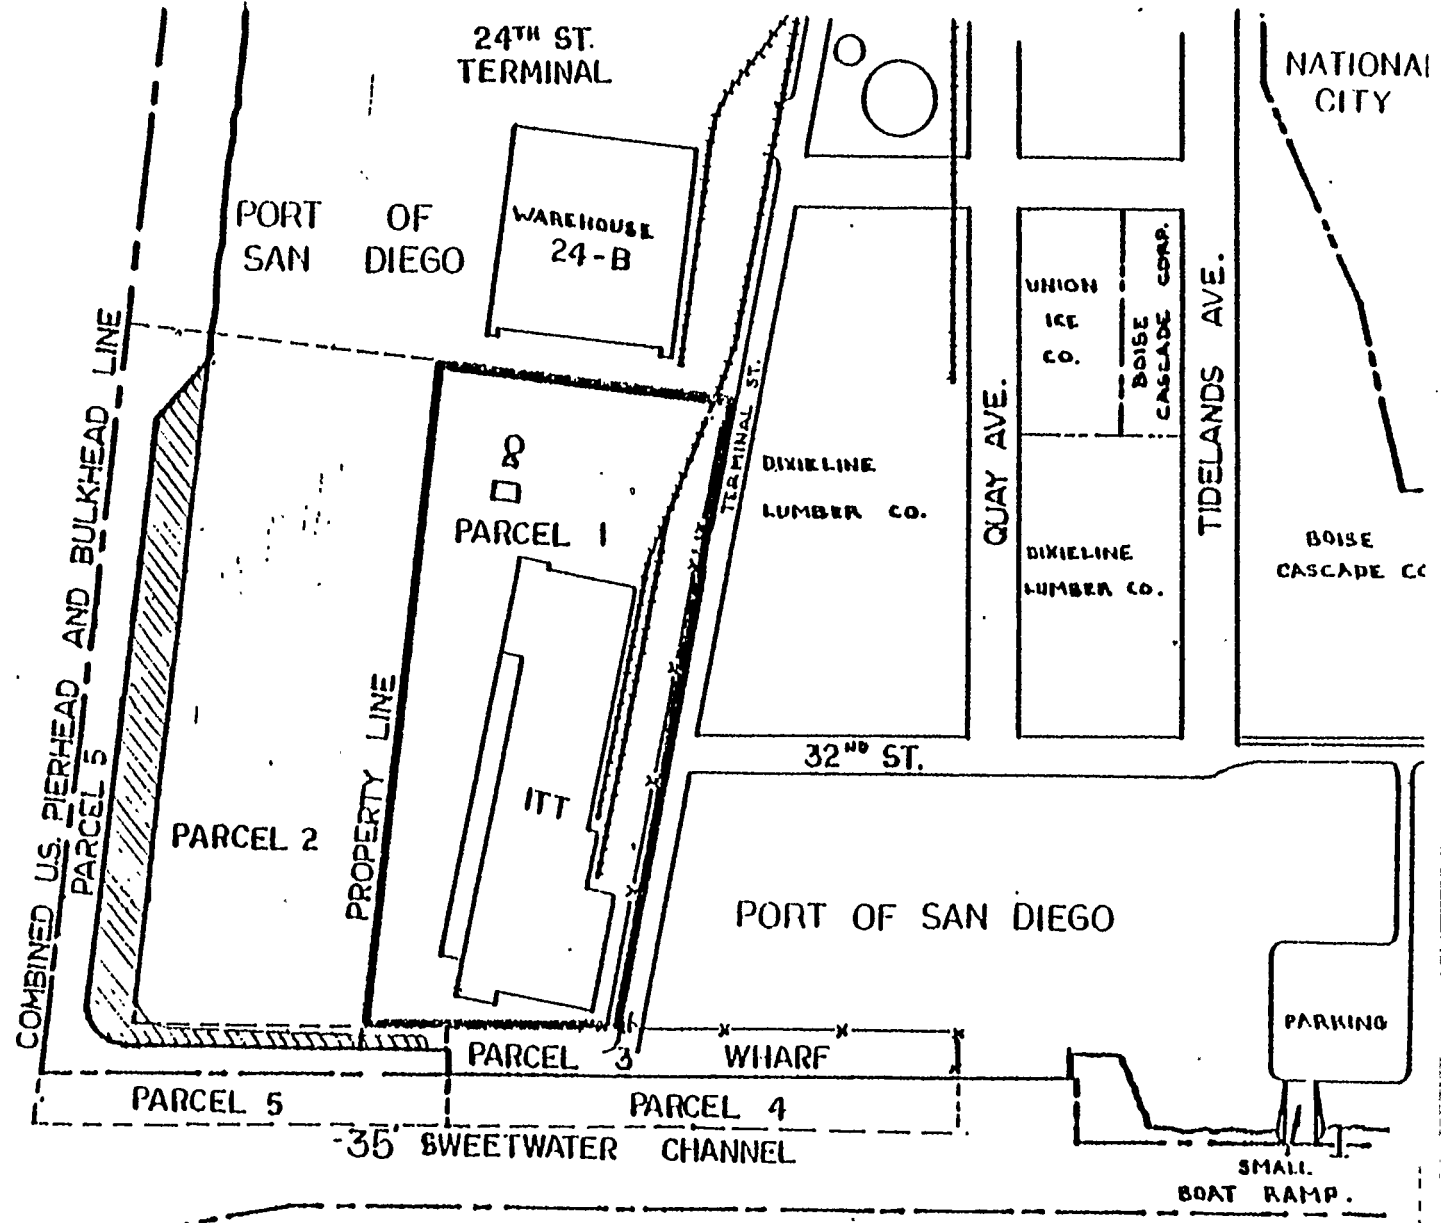 24TH ST.
TERMINAL
NATIONAL
CITY
PORT OF
SAN DIEGO
WAREHOUSE
24-B
UNION
ICE
CO.
BOISE
CASCADE CORP.
TIDELANDS AVE.
QUAY AVE.
TERMINAL ST.
COMBINED U.S. PIERHEAD AND BULKHEAD LINE
PARCEL 5
PARCEL 1
DIXIELINE
LUMBER CO.
DIXIELINE
LUMBER CO.
BOISE
CASCADE CO
PROPERTY LINE
32ND ST.
ITT
PARCEL 2
PORT OF SAN DIEGO
PARKING
PARCEL 3
WHARF
PARCEL 5
PARCEL 4
-35' SWEETWATER CHANNEL
SMALL
BOAT RAMP.